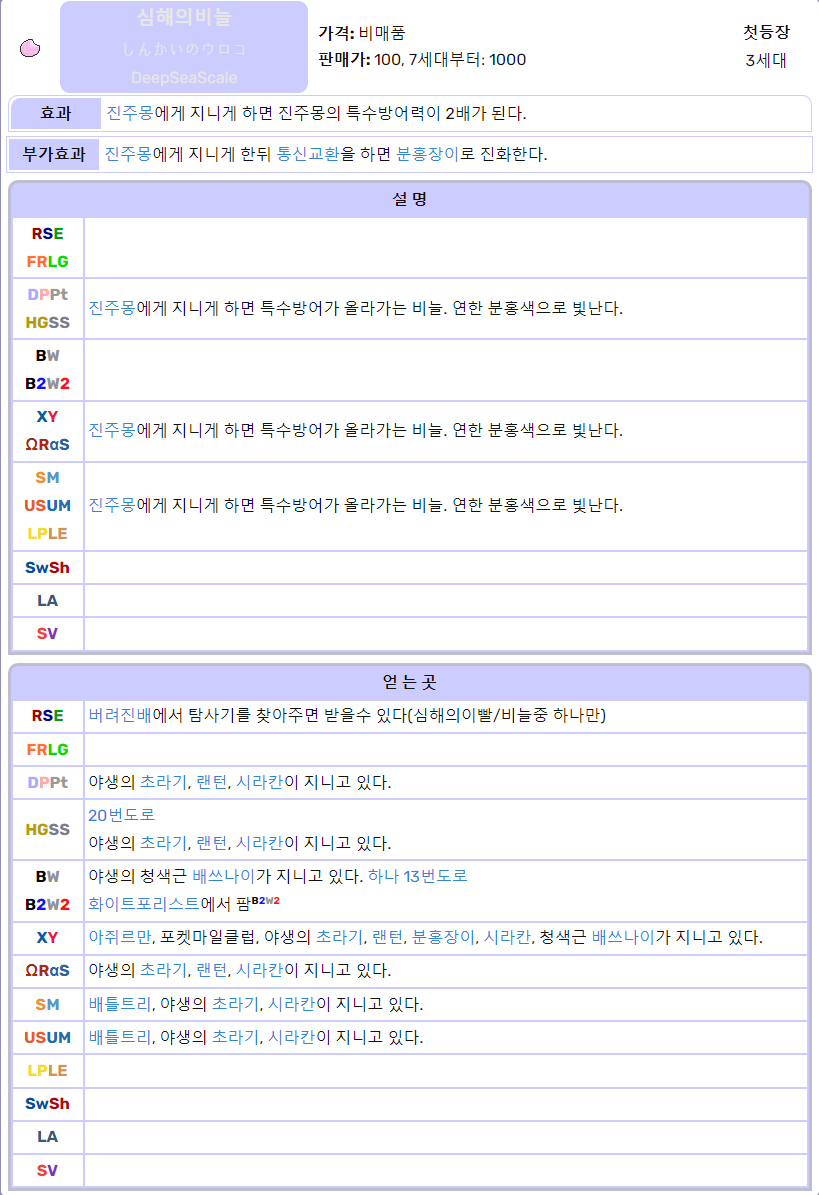 심해의비늘
しんかいのウロコ
DeepSeaScale
가격: 비매품
판매가: 100, 7세대부터: 1000
첫등장
3세대
효과
진주몽에게 지니게 하면 진주몽의 특수방어력이 2배가 된다.
부가효과
진주몽에게 지니게 한뒤 통신교환을 하면 분홍장이로 진화한다.
설 명
RSE
FRLG
DPPt
HGSS
진주몽에게 지니게 하면 특수방어가 올라가는 비늘. 연한 분홍색으로 빛난다.
BW
B2W2
XY
ΩRαS
진주몽에게 지니게 하면 특수방어가 올라가는 비늘. 연한 분홍색으로 빛난다.
SM
USUM
LPLE
진주몽에게 지니게 하면 특수방어가 올라가는 비늘. 연한 분홍색으로 빛난다.
SwSh
LA
SV
얻 는 곳
RSE
버려진배에서 탐사기를 찾아주면 받을수 있다(심해의이빨/비늘중 하나만)
FRLG
DPPt
야생의 초라기, 랜턴, 시라칸이 지니고 있다.
HGSS
20번도로
야생의 초라기, 랜턴, 시라칸이 지니고 있다.
BW
B2W2
야생의 청색근 배쓰나이가 지니고 있다. 하나 13번도로
화이트포리스트에서 팜B2W2
XY
아쥐르만, 포켓마일클럽, 야생의 초라기, 랜턴, 분홍장이, 시라칸, 청색근 배쓰나이가 지니고 있다.
ΩRαS
야생의 초라기, 랜턴, 시라칸이 지니고 있다.
SM
배틀트리, 야생의 초라기, 시라칸이 지니고 있다.
USUM
배틀트리, 야생의 초라기, 시라칸이 지니고 있다.
LPLE
SwSh
LA
SV